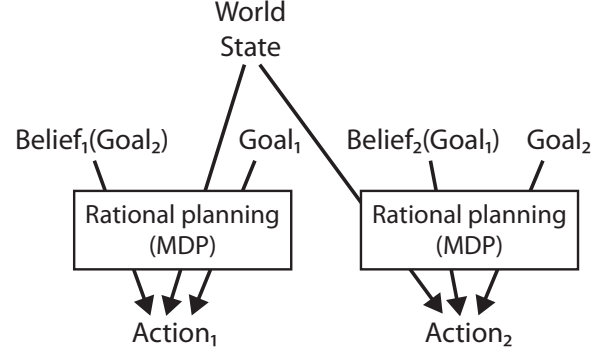 World
State
Belief₁(Goal₂) Goal₁ Belief₂(Goal₁) Goal₂
Rational planning Rational planning
(MDP) (MDP)
Action₁ Action₂